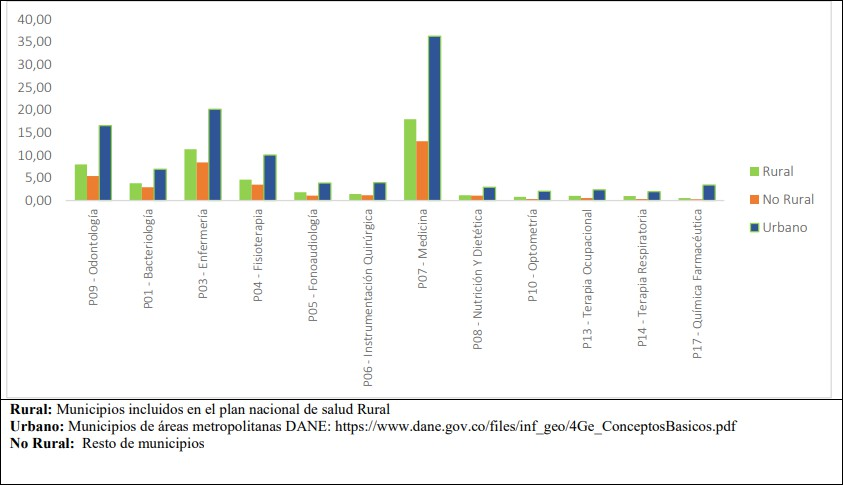 40,00
35,00
30,00
25,00
20,00
15,00
10,00
5,00
0,00
P09 - Odontología
P01 - Bacteriología
P03 - Enfermería
P04 - Fisioterapia
P05 - Fonoaudiología
P06 - Instrumentación Quirúrgica
P07 - Medicina
P08 - Nutrición Y Dietética
P10 - Optometría
P13 - Terapia Ocupacional
P14 - Terapia Respiratoria
P17 - Química Farmacéutica
Rural
No Rural
Urbano
Rural: Municipios incluidos en el plan nacional de salud Rural
Urbano: Municipios de áreas metropolitanas DANE: https://www.dane.gov.co/files/inf_geo/4Ge_ConceptosBasicos.pdf
No Rural: Resto de municipios